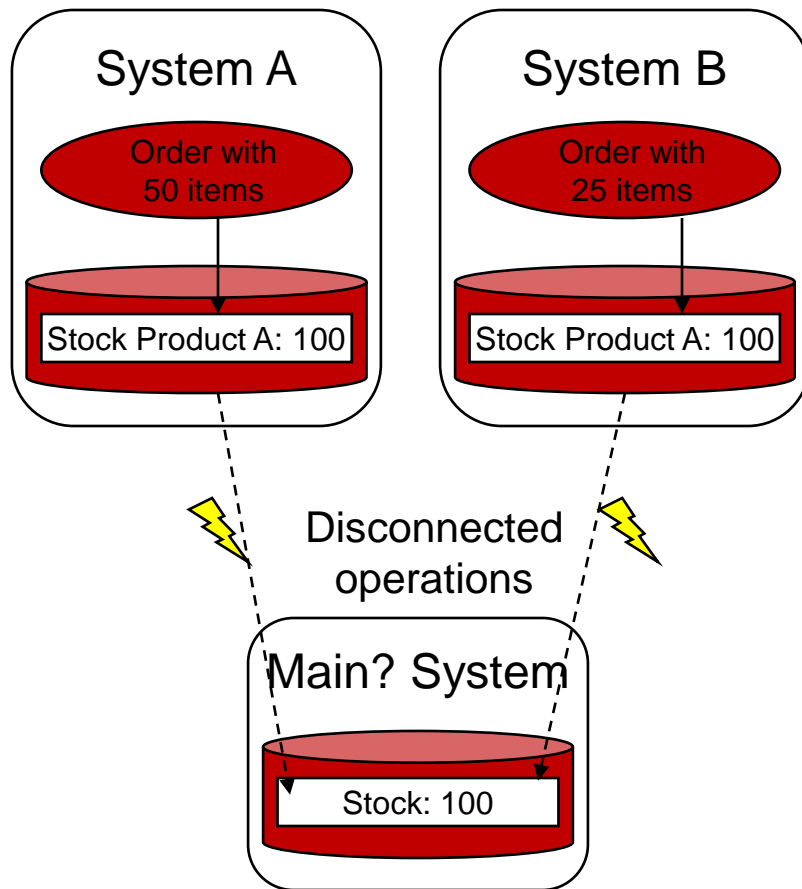 System A
Order with
50 items
Stock Product A: 100
System B
Order with
25 items
Stock Product A: 100
Disconnected
operations
Main? System
Stock: 100